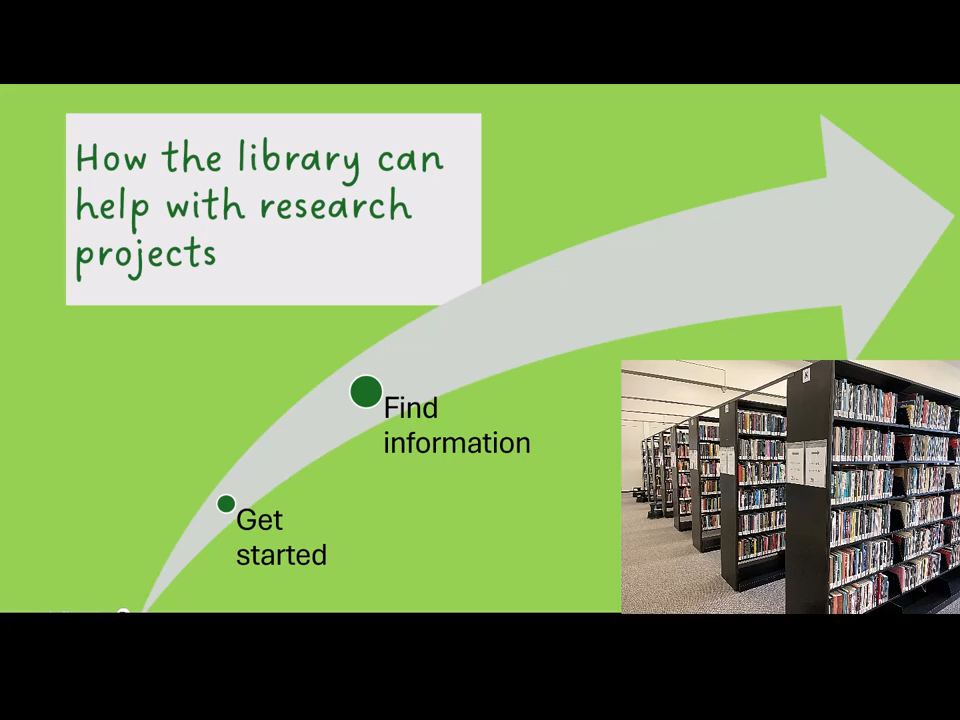 How the library can
help with research
projects
Find
information
Get
started